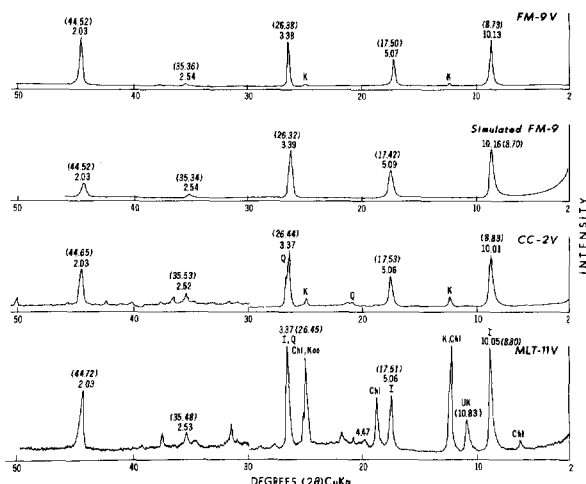 FM-9V
(44.52)
2.03
(35.36)
2.54
(26.38)
3.38
K
(17.50)
5.07
K
(8.73)
10.13
50 40 30 20 10 2
Simulated FM-9
(44.52)
2.03
(35.34)
2.54
(26.32)
3.39
(17.42)
5.09
10.16 (8.70)
50 40 30 20 10 2
CC-2V
(44.65)
2.03
(35.53)
2.52
(26.44)
3.37
Q
K
Q
(17.53)
5.06
K
(8.83)
10.01
50 40 30 20 10 2
MLT-11V
(44.72)
2.03
(35.48)
2.53
3.37 (26.45)
I,Q
Chl, Kao
4.47
Chl
(17.51)
5.06
I
K,Chl
UK
(10.83)
I
10.05 (8.80)
Chl
50 40 30 20 10 2
DEGREES (2θ) CuKα
INTENSITY